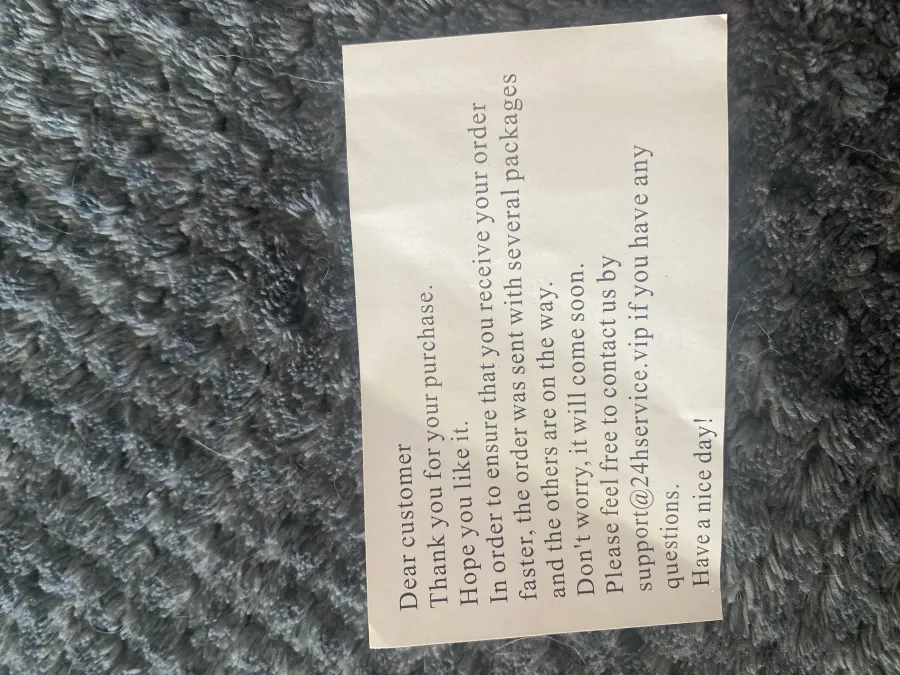 Dear customer
Thank you for your purchase.
Hope you like it.
In order to ensure that you receive your order
faster, the order was sent with several packages
and the others are on the way.
Don't worry, it will come soon.
Please feel free to contact us by
support@24hservice.vip if you have any
questions.
Have a nice day!